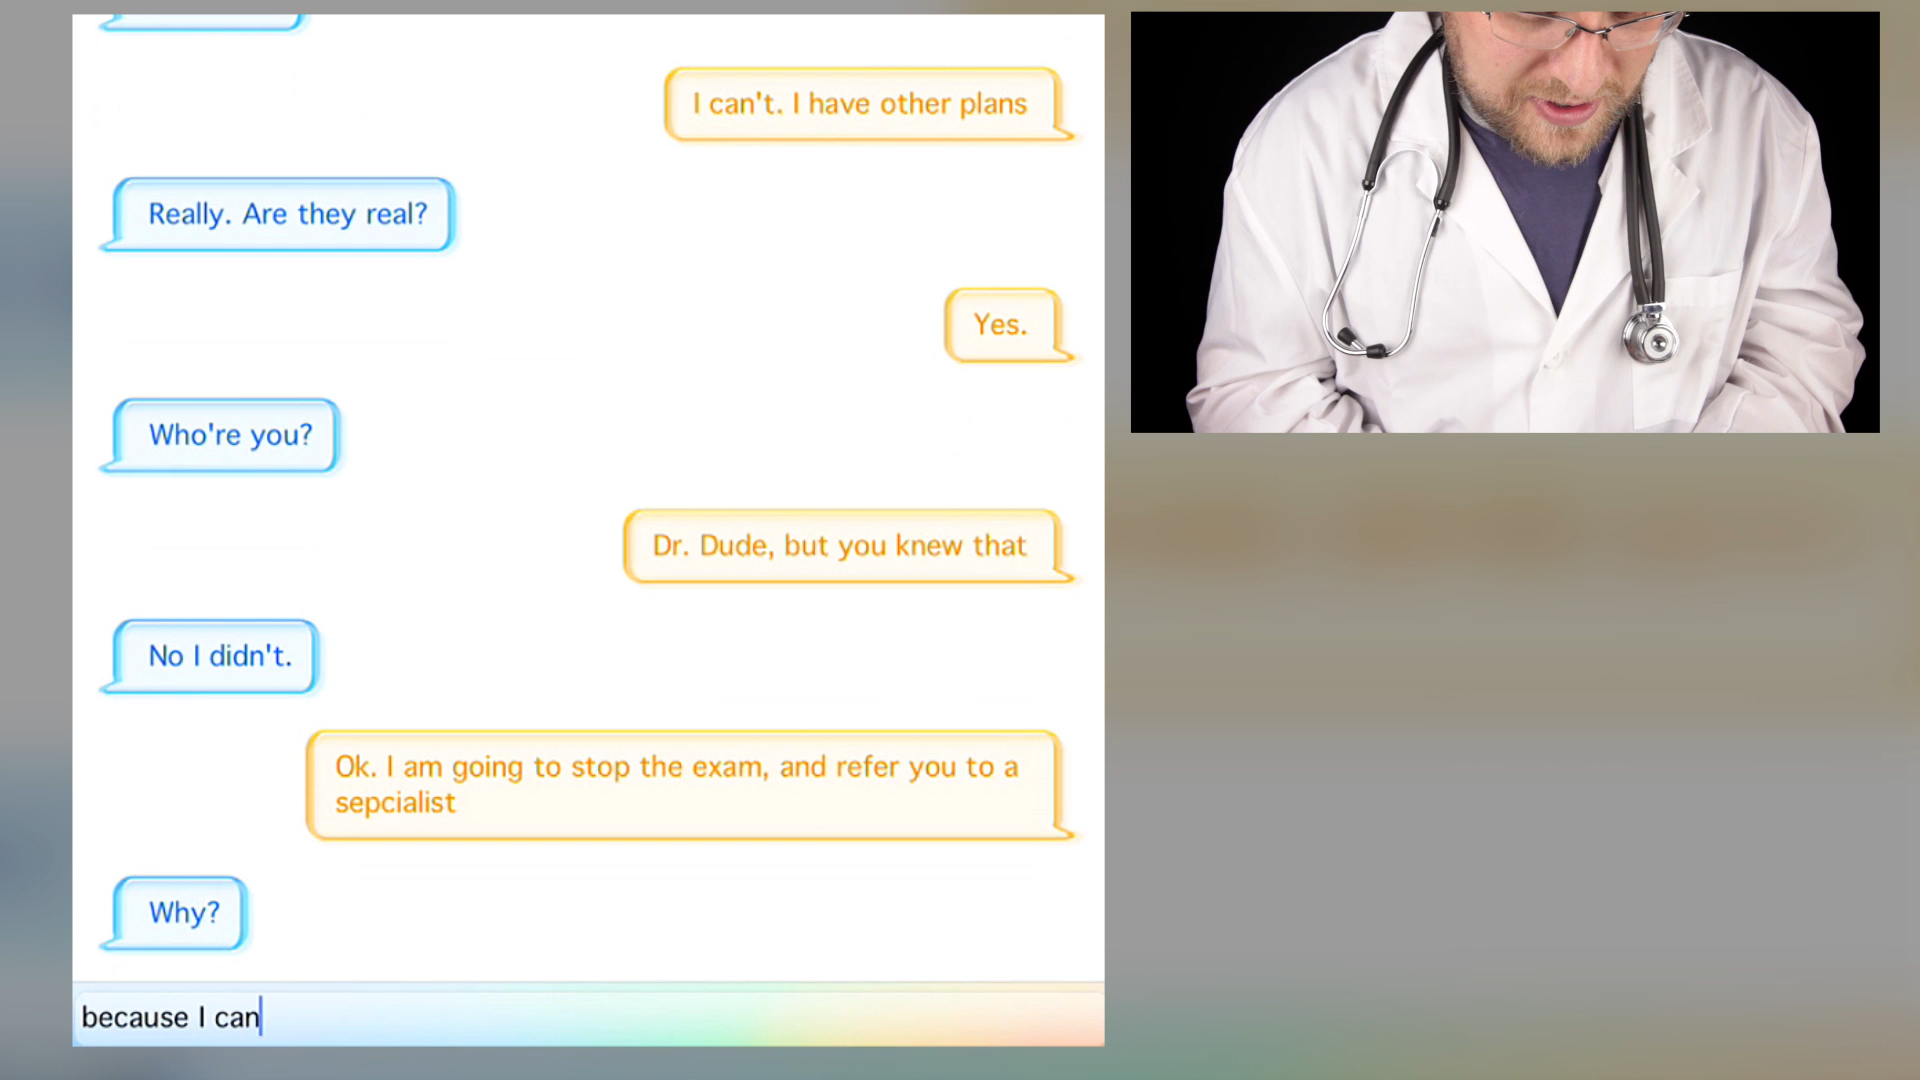 I can't. I have other plans
Really. Are they real?
Yes.
Who're you?
Dr. Dude, but you knew that
No I didn't.
Ok. I am going to stop the exam, and refer you to a
sepcialist
Why?
because I can